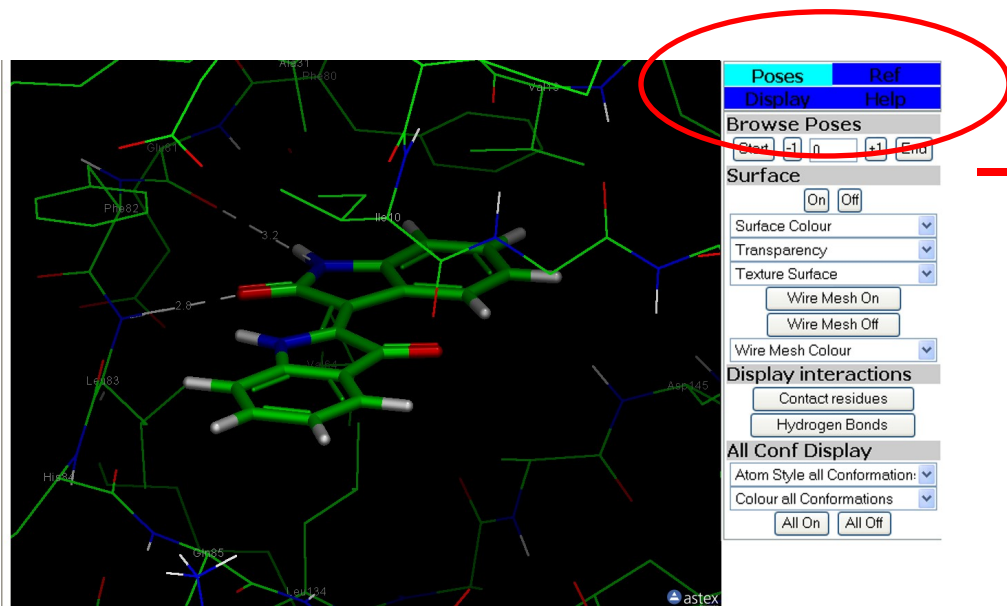 Ala31
Phe80
Val18
Glu81
Phe82
Ile10
3.2
2.8
Val64
Leu83
Asp145
His84
Gln85
Leu134
astex
Poses Ref
Display Help
Browse Poses
Start -1 0 +1 End
Surface
On Off
Surface Colour
Transparency
Texture Surface
Wire Mesh On
Wire Mesh Off
Wire Mesh Colour
Display interactions
Contact residues
Hydrogen Bonds
All Conf Display
Atom Style all Conformation:
Colour all Conformations
All On All Off